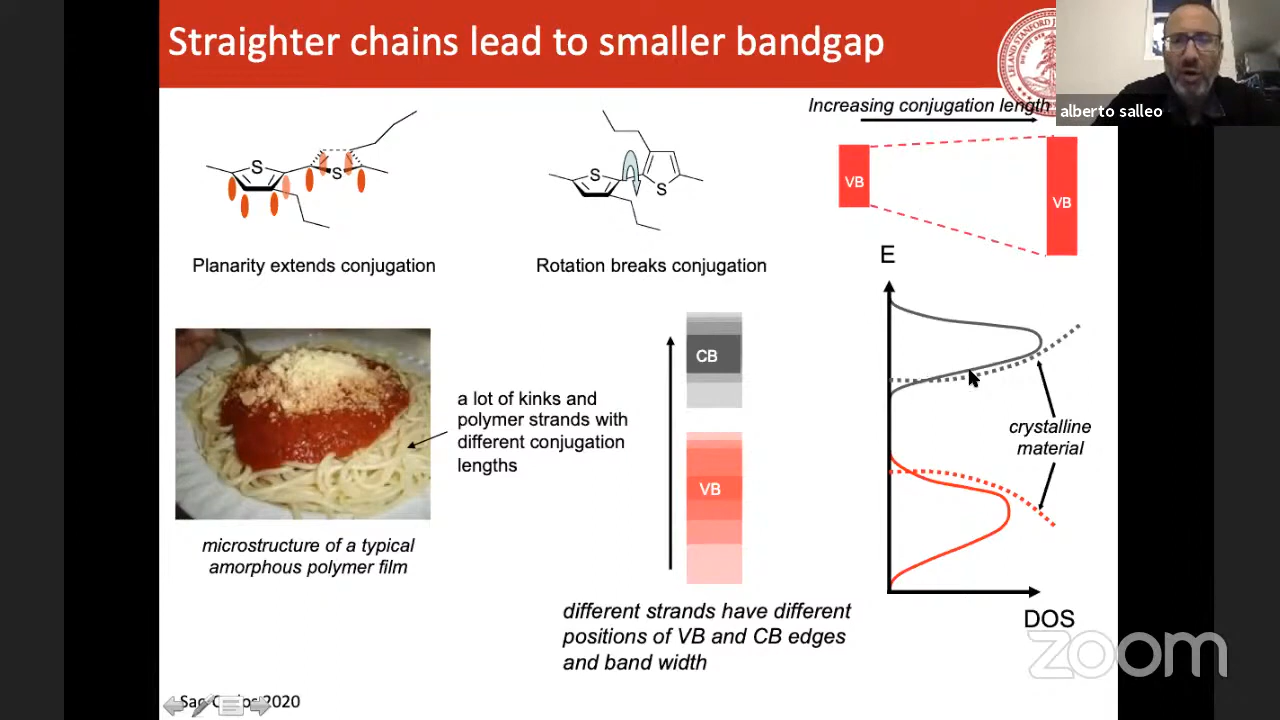 Straighter chains lead to smaller bandgap
alberto salleo
Increasing conjugation length
S
S
S
S
VB
VB
Planarity extends conjugation
Rotation breaks conjugation
E
CB
VB
a lot of kinks and
polymer strands with
different conjugation
lengths
crystalline
material
microstructure of a typical
amorphous polymer film
different strands have different
positions of VB and CB edges
and band width
DOS
zoom
2020